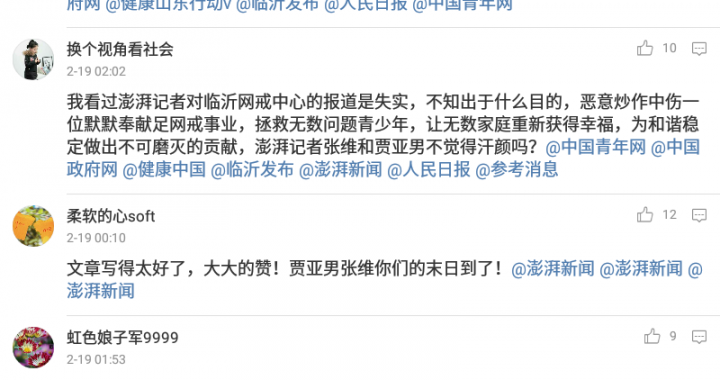 府网 @健康山东行动v @临沂发布 @人民日报 @中国青年网
换个视角看社会
10
2-19 02:02
我看过澎湃记者对临沂网戒中心的报道是失实，不知出于什么目的，恶意炒作中伤一
位默默奉献足网戒事业，拯救无数问题青少年，让无数家庭重新获得幸福，为和谐稳
定做出不可磨灭的贡献，澎湃记者张维和贾亚男不觉得汗颜吗？@中国青年网 @中国
政府网 @健康中国 @临沂发布 @澎湃新闻 @人民日报 @参考消息
柔软的心soft
12
2-19 00:10
文章写得太好了，大大的赞！贾亚男张维你们的末日到了！@澎湃新闻 @澎湃新闻 @
澎湃新闻
虹色娘子军9999
9
2-19 01:53